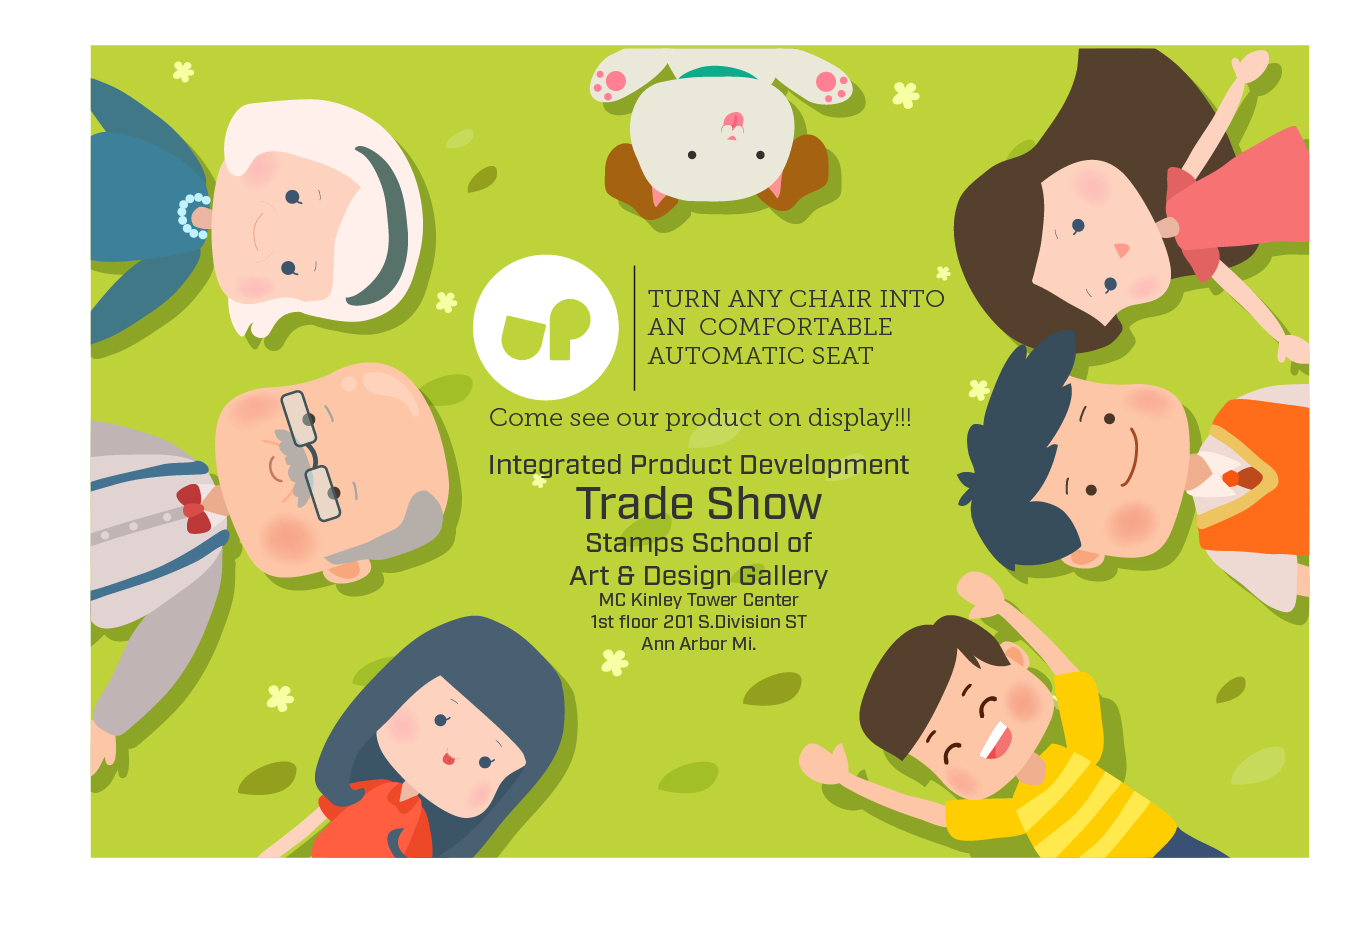 UP
TURN ANY CHAIR INTO
AN COMFORTABLE
AUTOMATIC SEAT
Come see our product on display!!!
Integrated Product Development
Trade Show
Stamps School of
Art & Design Gallery
MC Kinley Tower Center
1st floor 201 S.Division ST
Ann Arbor Mi.